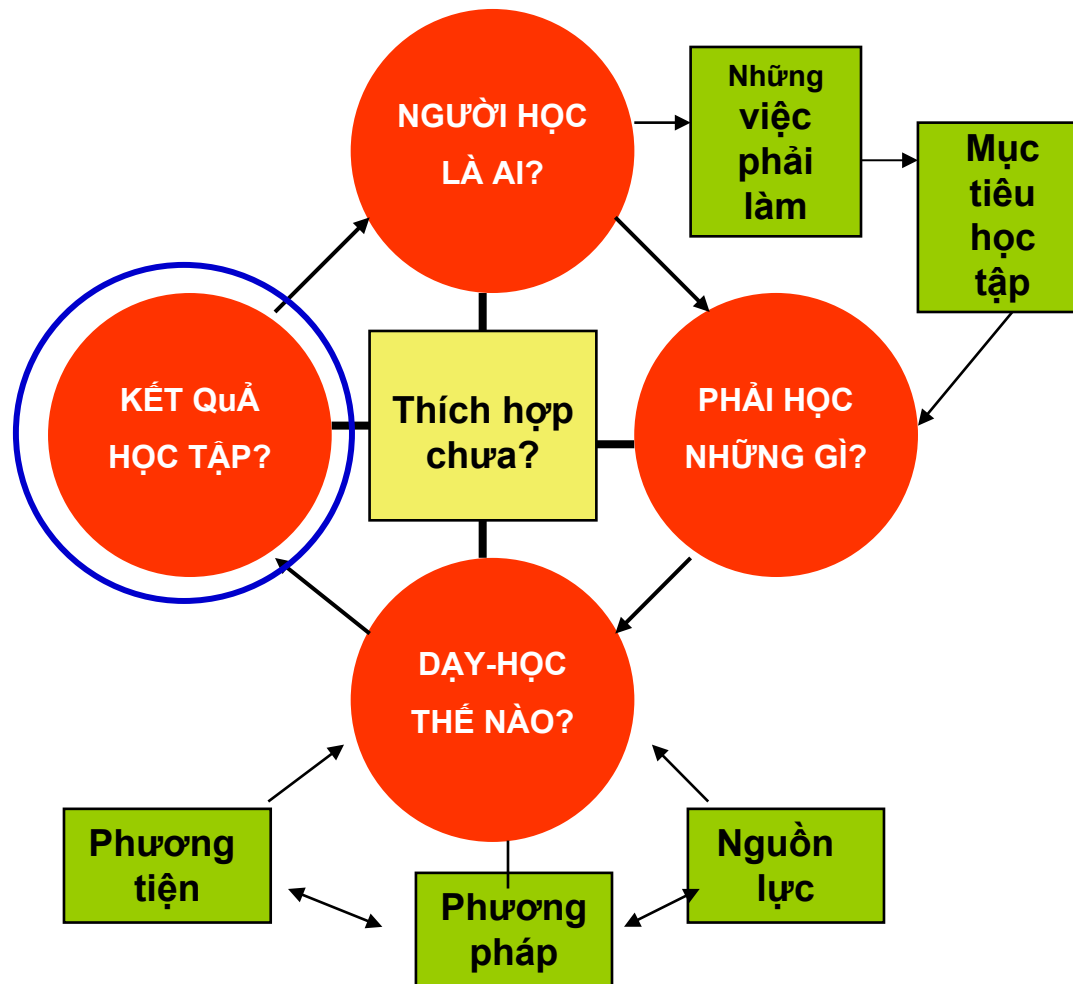 NGƯỜI HỌC
LÀ AI?
Những
việc
phải
làm
Mục
tiêu
học
tập
KẾT QuẢ
HỌC TẬP?
Thích hợp
chưa?
PHẢI HỌC
NHỮNG GÌ?
DẠY-HỌC
THẾ NÀO?
Phương
tiện
Phương
pháp
Nguồn
lực